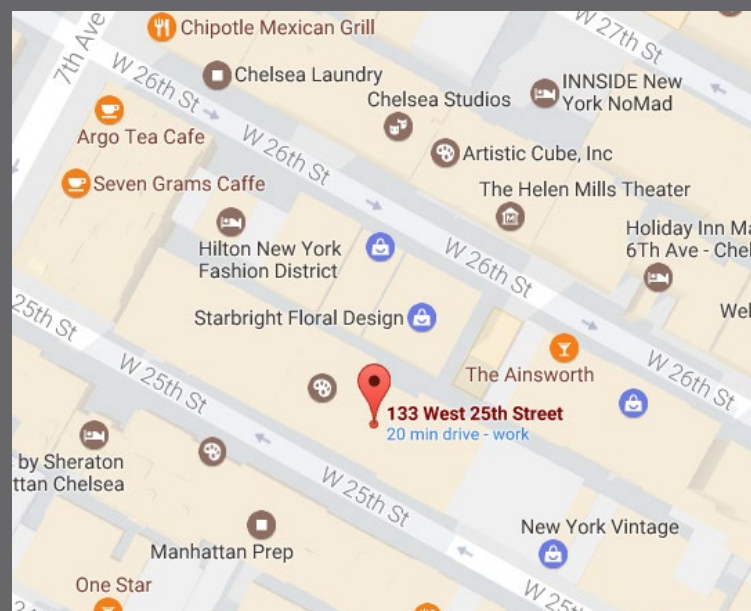 Chipotle Mexican Grill
W 27th St
7th Ave
W 26th St
Chelsea Laundry
INNSIDE New
York NoMad
Chelsea Studios
Argo Tea Cafe
W 26th St
Artistic Cube, Inc
Seven Grams Caffe
The Helen Mills Theater
Hilton New York
Fashion District
W 26th St
Holiday Inn Ma
6Th Ave - Chel
25th St
Starbright Floral Design
Wel
W 25th St
The Ainsworth
W 26th St
133 West 25th Street
20 min drive - work
by Sheraton
ttan Chelsea
W 25th St
Manhattan Prep
New York Vintage
One Star
W 25th